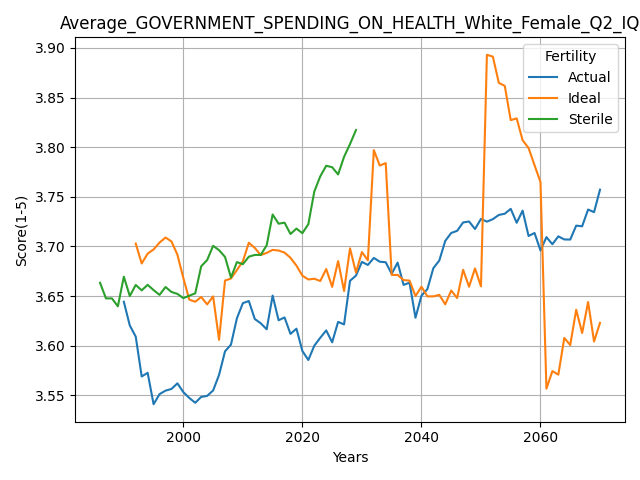 Average_GOVERNMENT_SPENDING_ON_HEALTH_White_Female_Q2_IQ
Fertility
Actual
Ideal
Sterile
Score(1-5)
3.90
3.85
3.80
3.75
3.70
3.65
3.60
3.55
2000
2020
2040
2060
Years